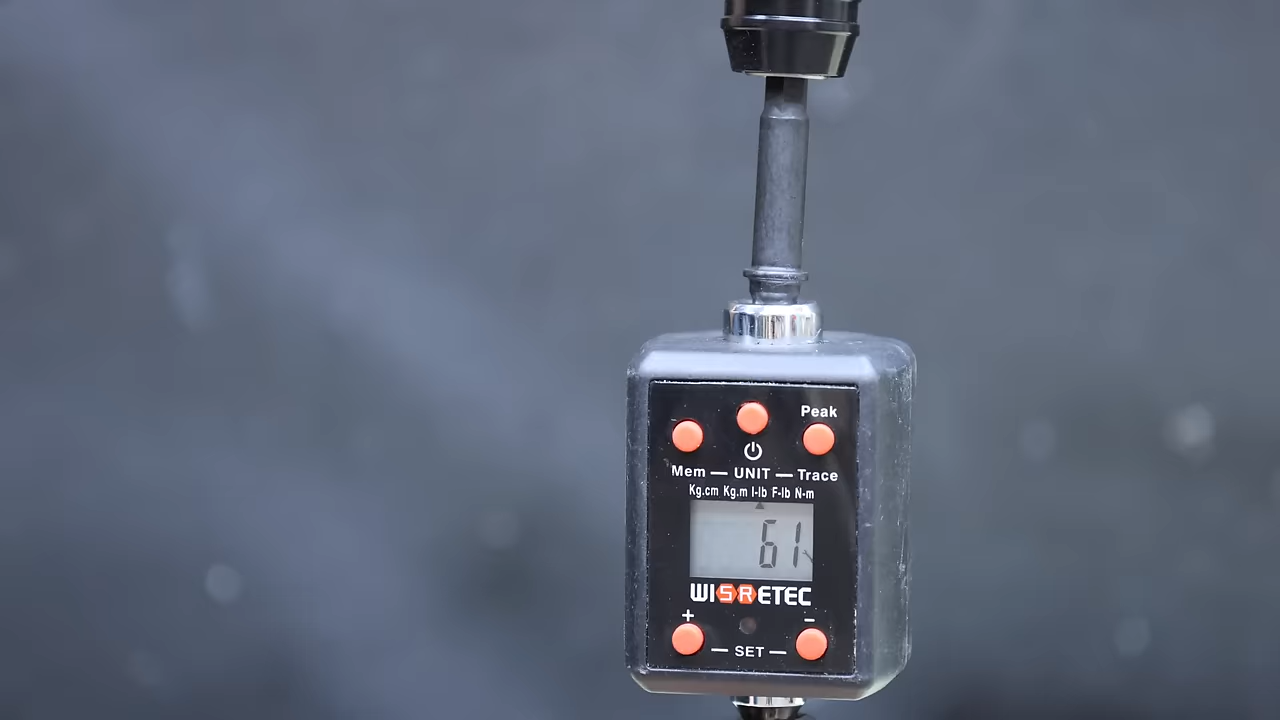 Peak
Mem — UNIT — Trace
Kg.cm Kg.m I-lb F-lb N-m
61
WISRETEC
+ −
— SET —